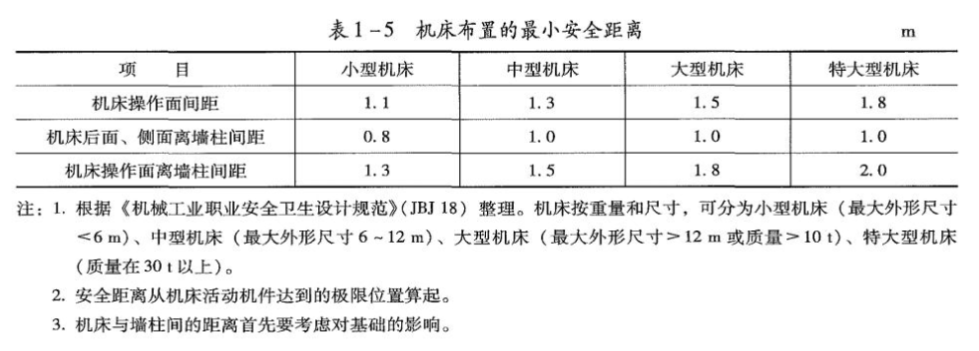 表1-5 机床布置的最小安全距离 m
项 目 小型机床 中型机床 大型机床 特大型机床
机床操作面间距 1.1 1.3 1.5 1.8
机床后面、侧面离墙柱间距 0.8 1.0 1.0 1.0
机床操作面离墙柱间距 1.3 1.5 1.8 2.0
注：1. 根据《机械工业职业安全卫生设计规范》(JBJ 18) 整理。机床按重量和尺寸，可分为小型机床（最大外形尺寸
<6 m）、中型机床（最大外形尺寸6~12 m）、大型机床（最大外形尺寸>12 m或质量>10 t）、特大型机床
（质量在30 t以上）。
2. 安全距离从机床活动机件达到的极限位置算起。
3. 机床与墙柱间的距离首先要考虑对基础的影响。